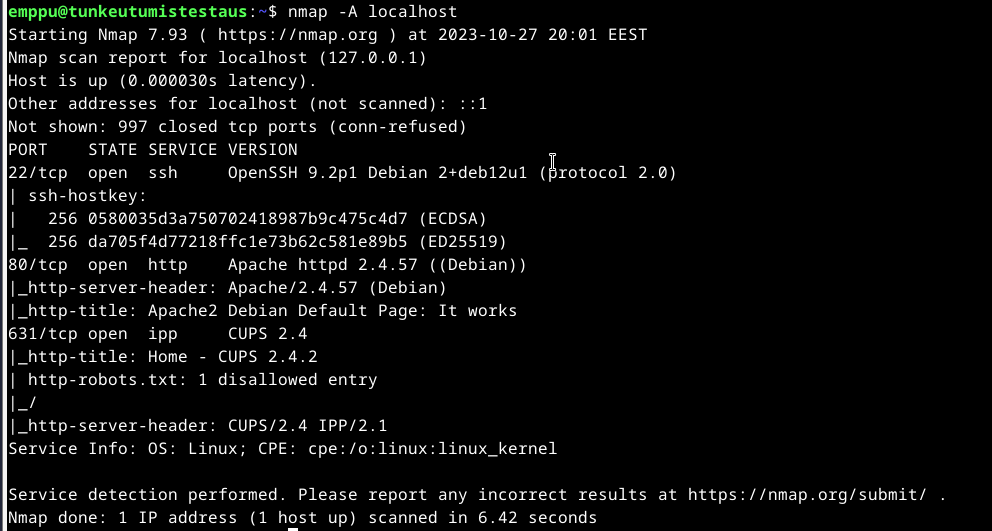 emppu@tunkeutumistestaus:~$ nmap -A localhost
Starting Nmap 7.93 ( https://nmap.org ) at 2023-10-27 20:01 EEST
Nmap scan report for localhost (127.0.0.1)
Host is up (0.000030s latency).
Other addresses for localhost (not scanned): ::1
Not shown: 997 closed tcp ports (conn-refused)
PORT    STATE SERVICE VERSION
22/tcp  open  ssh     OpenSSH 9.2p1 Debian 2+deb12u1 (protocol 2.0)
| ssh-hostkey:
|   256 0580035d3a750702418987b9c475c4d7 (ECDSA)
|_  256 da705f4d77218ffc1e73b62c581e89b5 (ED25519)
80/tcp  open  http    Apache httpd 2.4.57 ((Debian))
|_http-server-header: Apache/2.4.57 (Debian)
|_http-title: Apache2 Debian Default Page: It works
631/tcp open  ipp     CUPS 2.4
|_http-title: Home - CUPS 2.4.2
| http-robots.txt: 1 disallowed entry
|_/
|_http-server-header: CUPS/2.4 IPP/2.1
Service Info: OS: Linux; CPE: cpe:/o:linux:linux_kernel

Service detection performed. Please report any incorrect results at https://nmap.org/submit/ .
Nmap done: 1 IP address (1 host up) scanned in 6.42 seconds